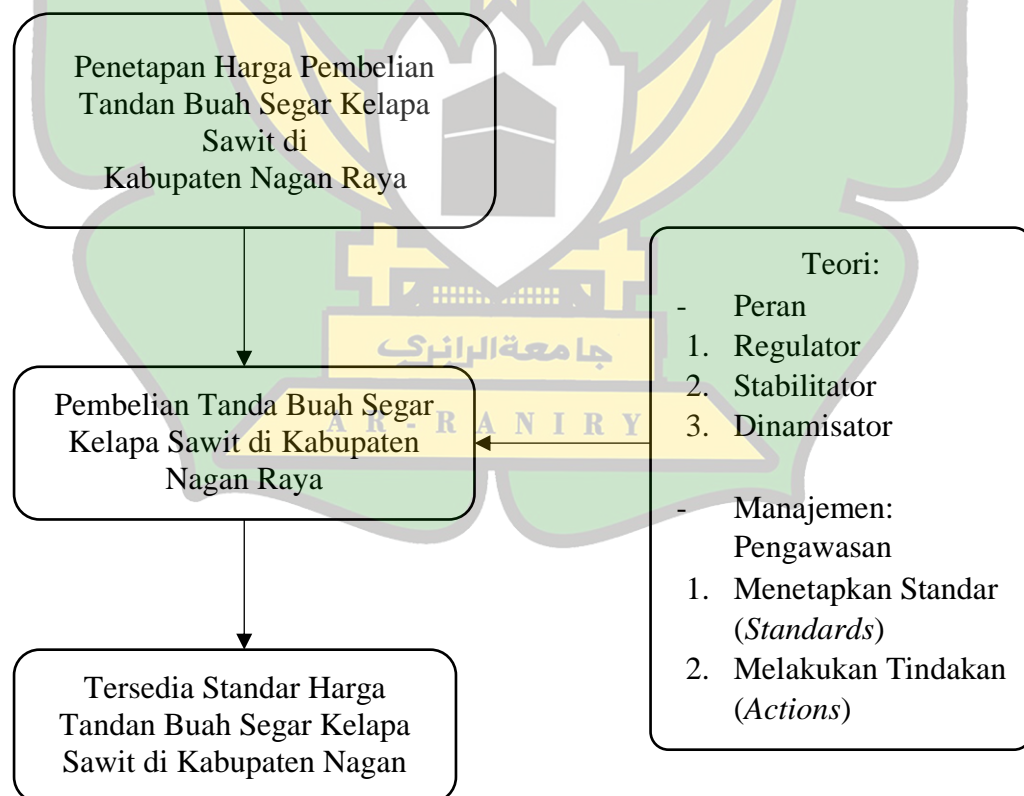 Penetapan Harga Pembelian
Tandan Buah Segar Kelapa
Sawit di
Kabupaten Nagan Raya
Teori:
- Peran
1. Regulator
2. Stabilitator
3. Dinamisator
- Manajemen:
Pengawasan
1. Menetapkan Standar
(Standards)
2. Melakukan Tindakan
(Actions)
جامعة الرانري
AR-RANIRY
Pembelian Tanda Buah Segar
Kelapa Sawit di Kabupaten
Nagan Raya
Tersedia Standar Harga
Tandan Buah Segar Kelapa
Sawit di Kabupaten Nagan